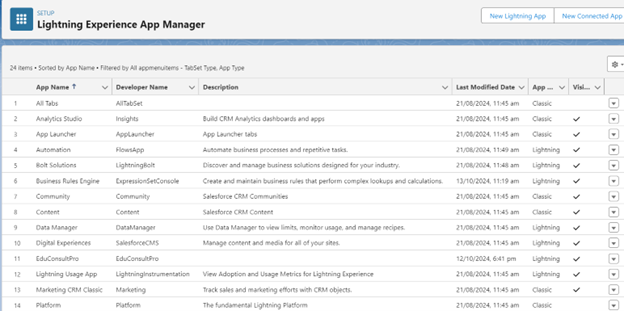 SETUP
Lightning Experience App Manager
New Lightning App New Connected App
24 items • Sorted by App Name • Filtered by All appmenuitems - TabSet Type, App Type
App Name ↑ Developer Name Description Last Modified Date App ... Visi...
1 All Tabs AllTabSet 21/08/2024, 11:45 am Classic
2 Analytics Studio Insights Build CRM Analytics dashboards and apps 21/08/2024, 11:45 am Classic ✓
3 App Launcher AppLauncher App Launcher tabs 21/08/2024, 11:45 am Classic ✓
4 Automation FlowsApp Automate business processes and repetitive tasks. 21/08/2024, 11:49 am Lightning ✓
5 Bolt Solutions LightningBolt Discover and manage business solutions designed for your industry. 21/08/2024, 11:48 am Lightning ✓
6 Business Rules Engine ExpressionSetConsole Create and maintain business rules that perform complex lookups and calculations. 13/10/2024, 11:19 am Lightning ✓
7 Community Community Salesforce CRM Communities 21/08/2024, 11:45 am Classic ✓
8 Content Content Salesforce CRM Content 21/08/2024, 11:45 am Classic ✓
9 Data Manager DataManager Use Data Manager to view limits, monitor usage, and manage recipes. 21/08/2024, 11:45 am Lightning ✓
10 Digital Experiences SalesforceCMS Manage content and media for all of your sites. 21/08/2024, 11:45 am Lightning ✓
11 EduConsultPro EduConsultPro 12/10/2024, 6:41 pm Lightning ✓
12 Lightning Usage App LightningInstrumentation View Adoption and Usage Metrics for Lightning Experience 21/08/2024, 11:45 am Lightning ✓
13 Marketing CRM Classic Marketing Track sales and marketing efforts with CRM objects. 21/08/2024, 11:45 am Classic ✓
14 Platform Platform The fundamental Lightning Platform 21/08/2024, 11:45 am Classic